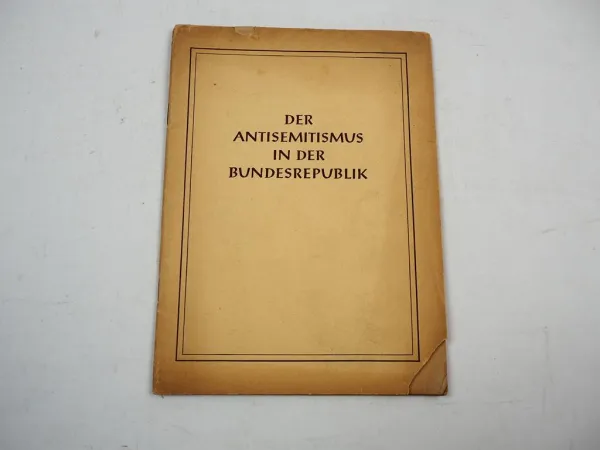 DER
ANTISEMITISMUS
IN DER
BUNDESREPUBLIK